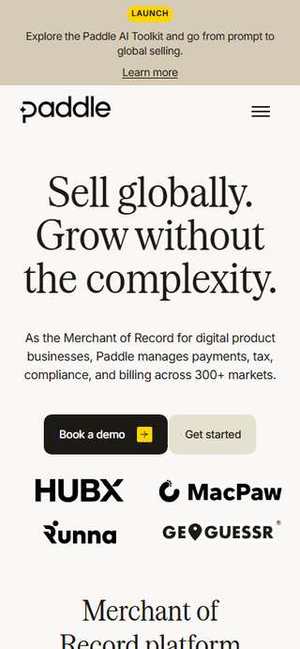 LAUNCH
Explore the Paddle AI Toolkit and go from prompt to
global selling.
Learn more
paddle
Sell globally.
Grow without
the complexity.
As the Merchant of Record for digital product
businesses, Paddle manages payments, tax,
compliance, and billing across 300+ markets.
Book a demo
Get started
HUBX
MacPaw
Runna
GEOGUESSR®
Merchant of
Record platform